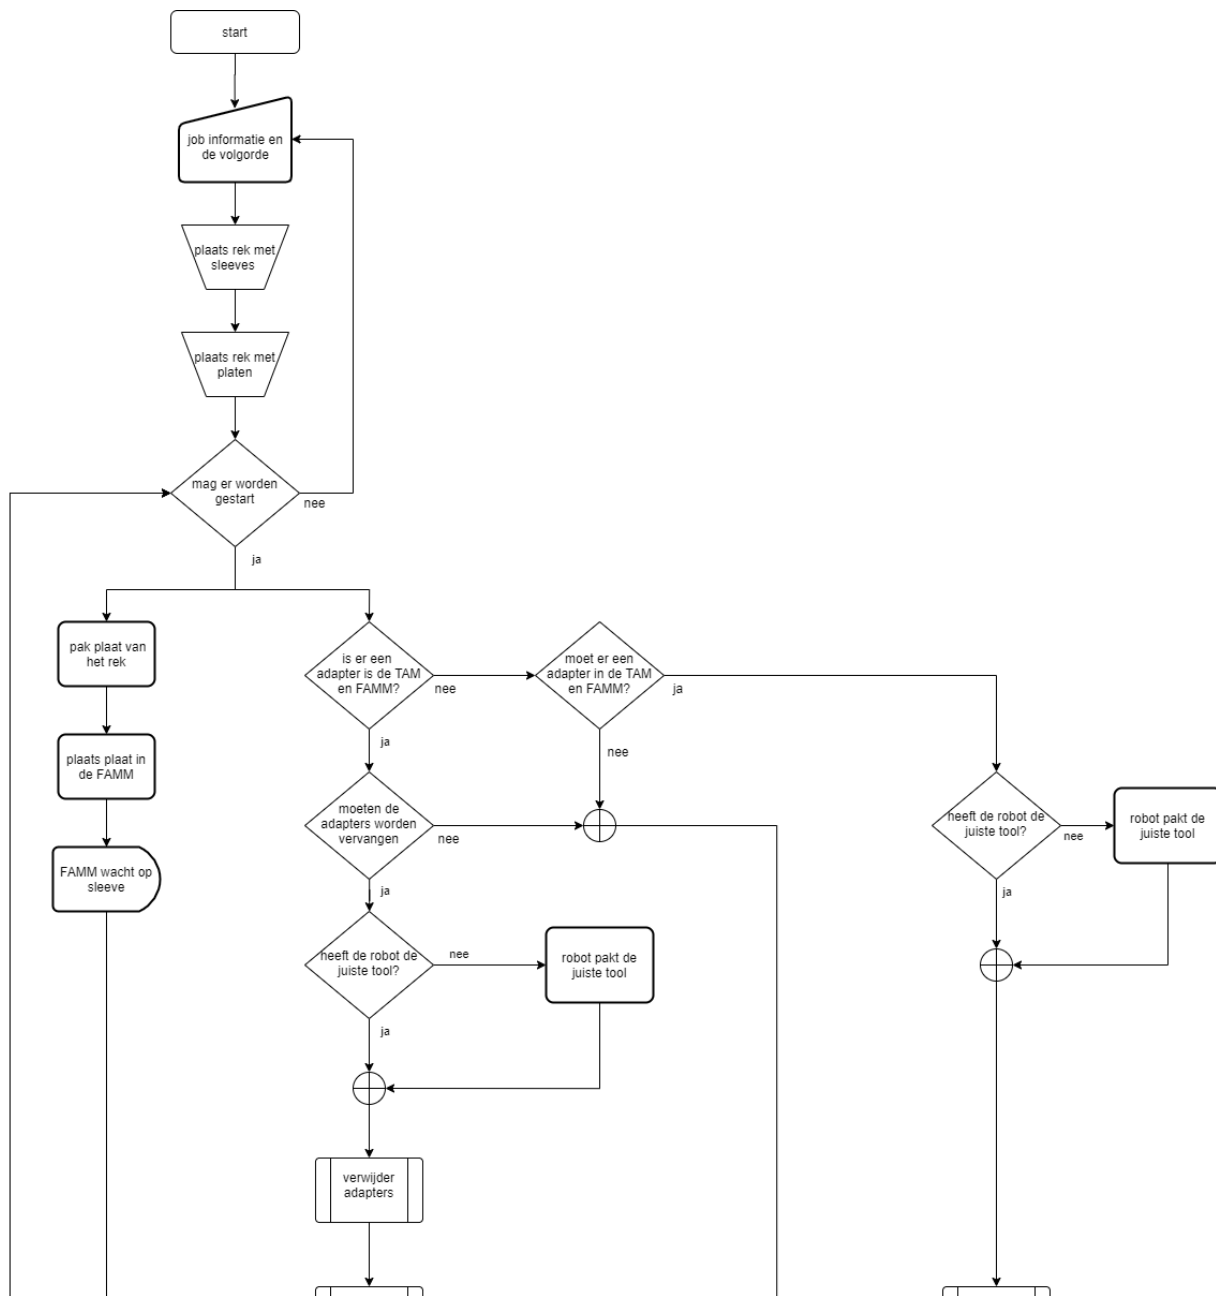 start
job informatie en
de volgorde
plaats rek met
sleeves
plaats rek met
platen
mag er worden
gestart
nee
ja
pak plaat van
het rek
is er een
adapter is de TAM
en FAMM?
nee
moet er een
adapter in de TAM
en FAMM?
ja
ja
nee
plaats plaat in
de FAMM
moeten de
adapters worden
vervangen
nee
heeft de robot de
juiste tool?
nee
robot pakt de
juiste tool
FAMM wacht op
sleeve
ja
ja
heeft de robot de
juiste tool?
nee
robot pakt de
juiste tool
ja
verwijder
adapters